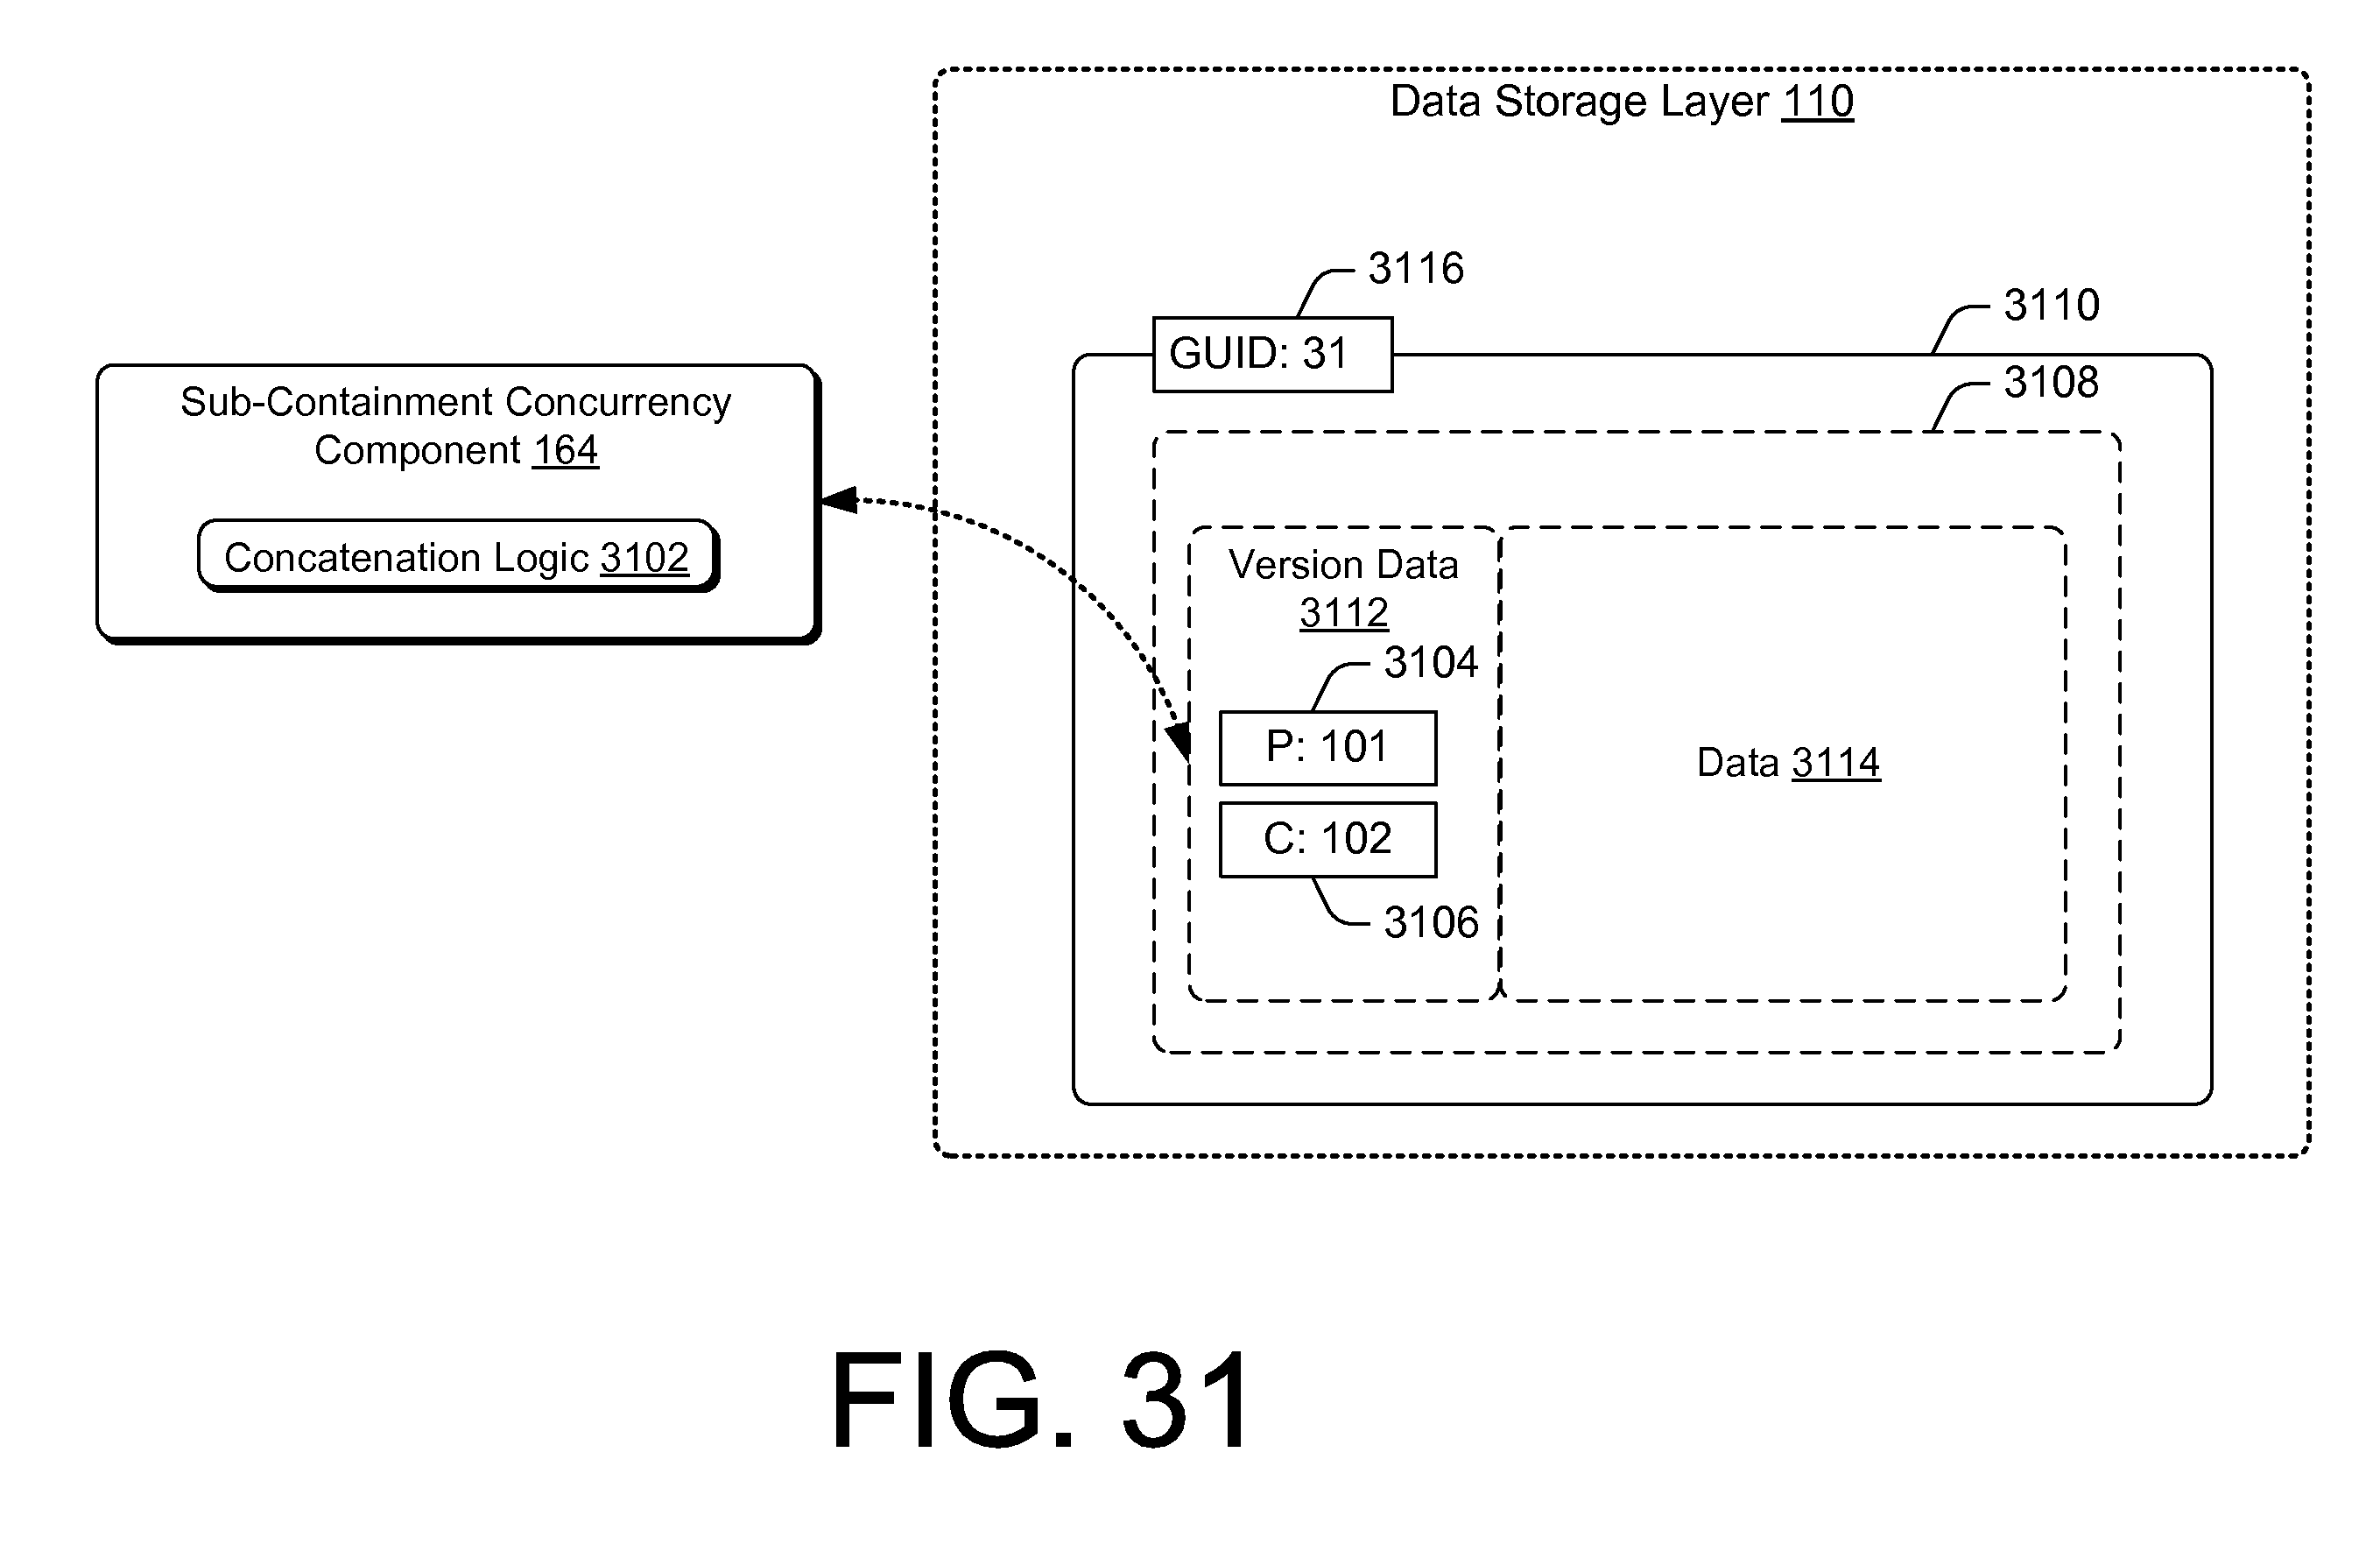 Data Storage Layer 110
3116
3110
GUID: 31
3108
Sub-Containment Concurrency
Component 164
Concatenation Logic 3102
Version Data
3112
3104
P: 101
Data 3114
C: 102
3106
FIG. 31